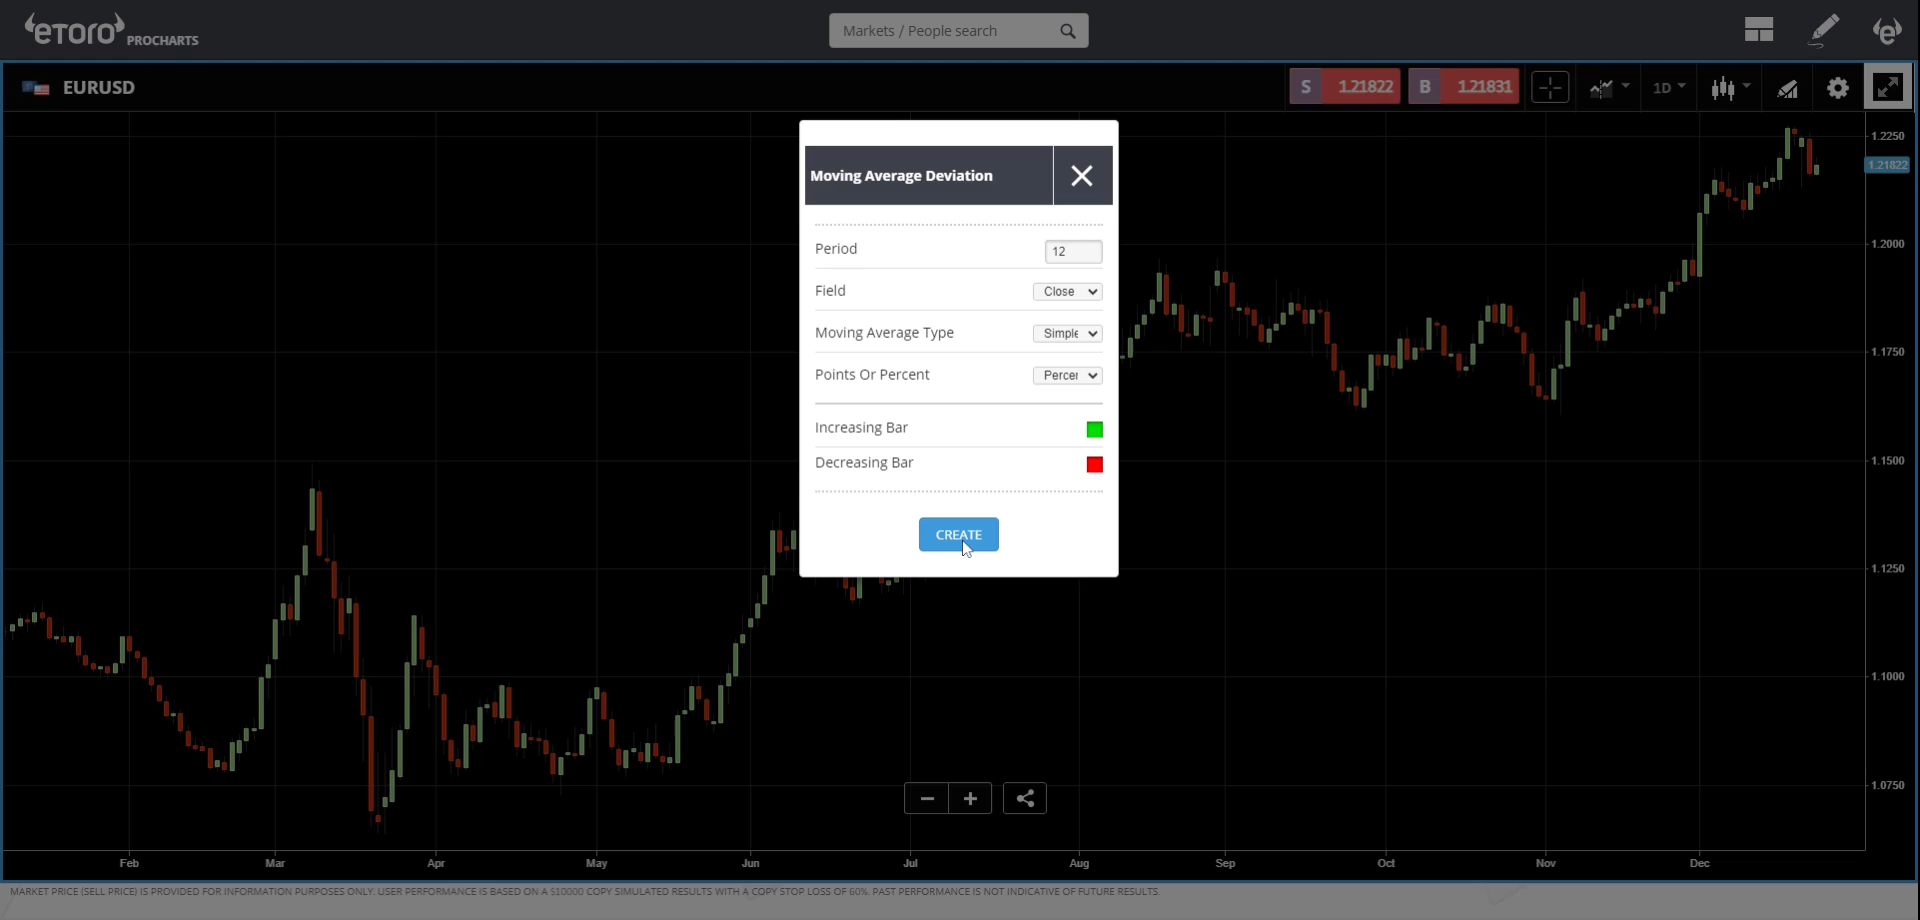 eToro PROCHARTS
Markets / People search
EURUSD
S 1.21822 B 1.21831 1D
Moving Average Deviation
Period 12
Field Close
Moving Average Type Simple
Points Or Percent Percer
Increasing Bar
Decreasing Bar
CREATE
1.2250
1.21822
1.2000
1.1750
1.1500
1.1250
1.1000
1.0750
Feb Mar Apr May Jun Jul Aug Sep Oct Nov Dec
MARKET PRICE (SELL PRICE) IS PROVIDED FOR INFORMATION PURPOSES ONLY. USER PERFORMANCE IS BASED ON A $10000 COPY SIMULATED RESULTS WITH A COPY STOP LOSS OF 60%. PAST PERFORMANCE IS NOT INDICATIVE OF FUTURE RESULTS.